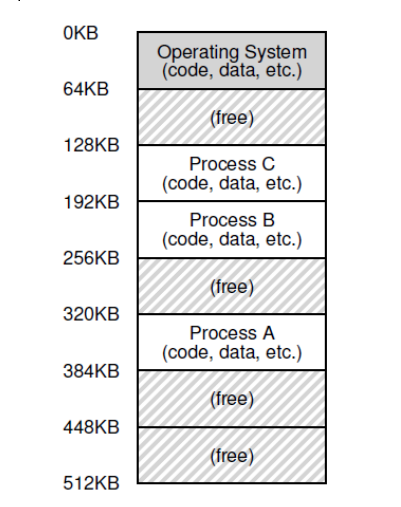 0KB
Operating System
(code, data, etc.)
64KB
(free)
128KB
Process C
(code, data, etc.)
192KB
Process B
(code, data, etc.)
256KB
(free)
320KB
Process A
(code, data, etc.)
384KB
(free)
448KB
(free)
512KB